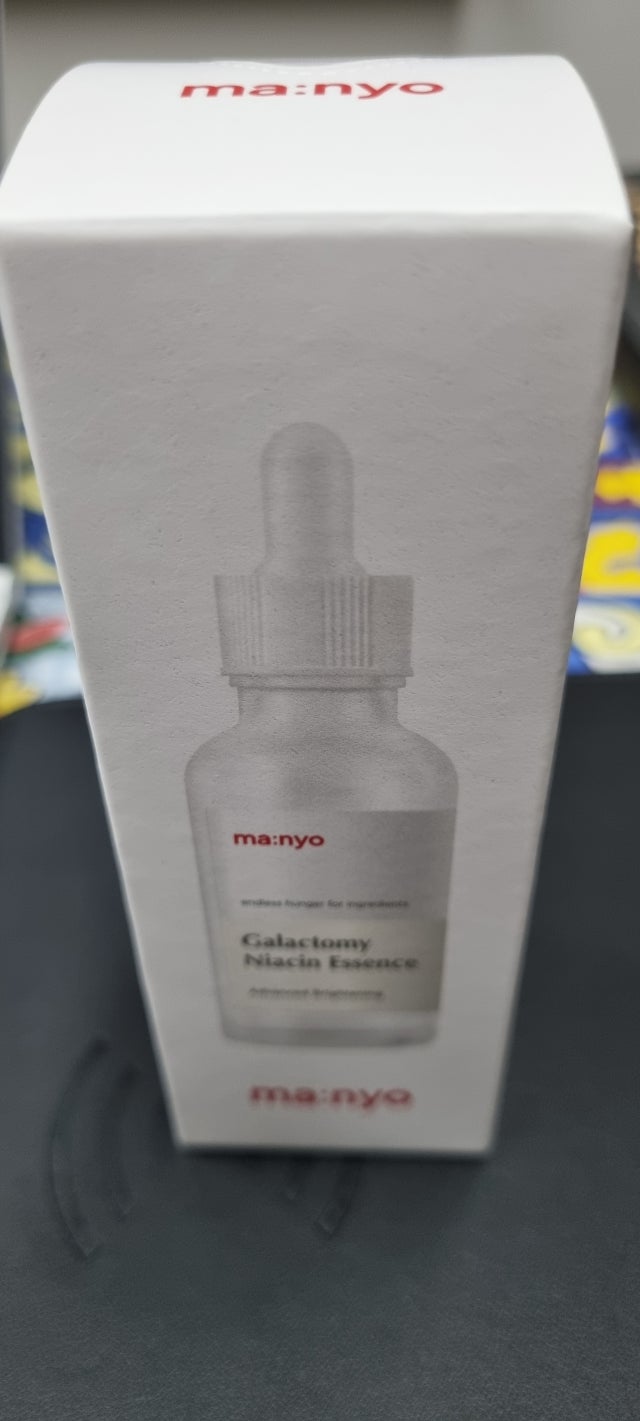 ma:nyo
ma:nyo
endless hunger for ingredients
Galactomy
Niacin Essence
Advanced Brightening
ma:nyo